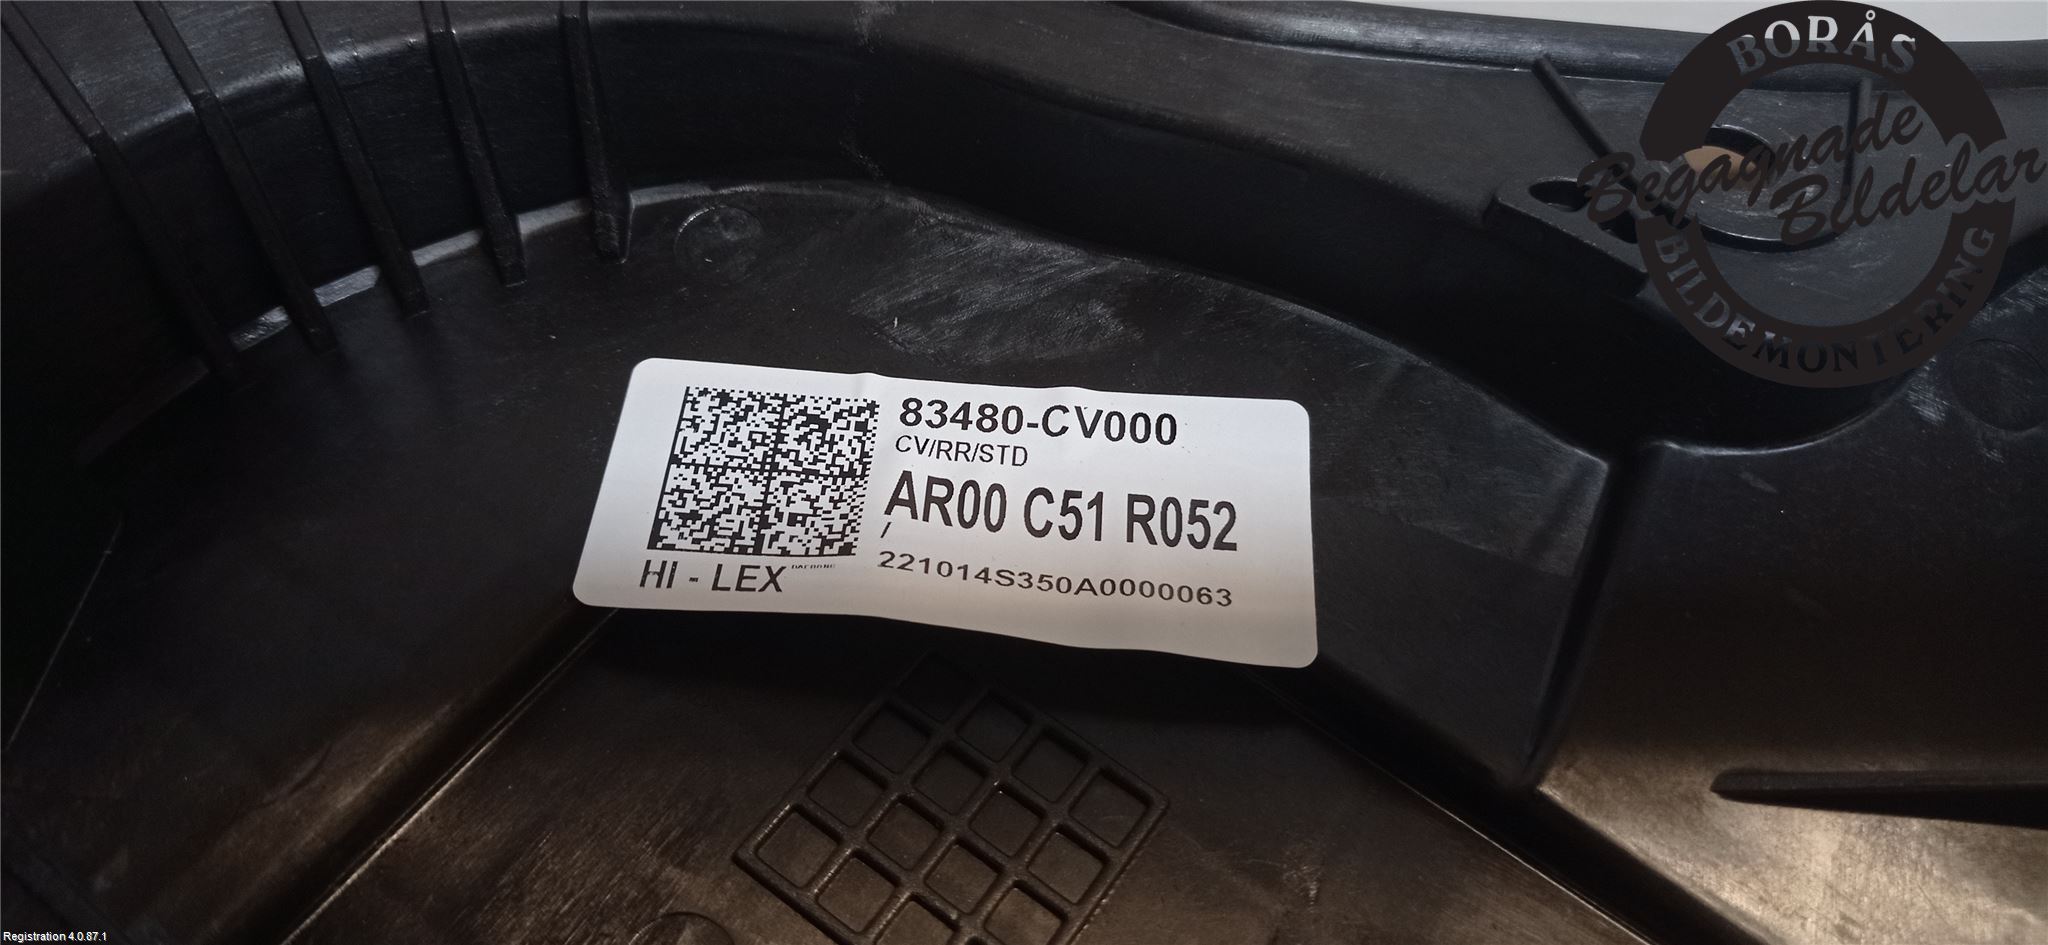 BORÅS
Begagnade
Bildelar
BILDEMONTERING
83480-CV000
CV/RR/STD
AR00 C51 R052
/
221014S350A0000063
HI - LEX
Registration 4.0.87.1